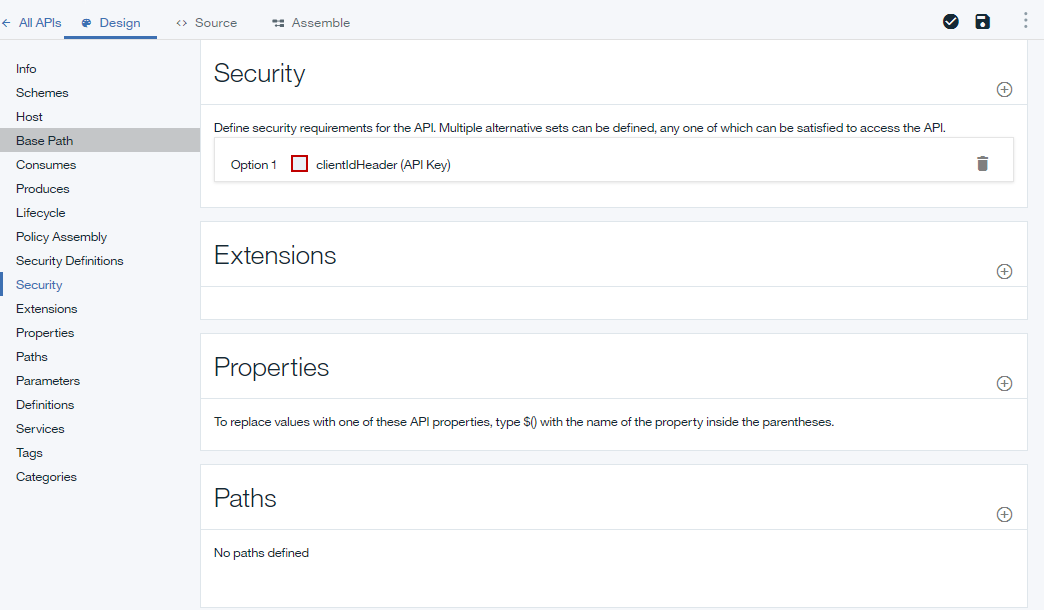 All APIs Design Source Assemble
Info
Schemes
Host
Base Path
Consumes
Produces
Lifecycle
Policy Assembly
Security Definitions
Security
Extensions
Properties
Paths
Parameters
Definitions
Services
Tags
Categories
Security
Define security requirements for the API. Multiple alternative sets can be defined, any one of which can be satisfied to access the API.
Option 1 clientIdHeader (API Key)
Extensions
Properties
To replace values with one of these API properties, type $() with the name of the property inside the parentheses.
Paths
No paths defined